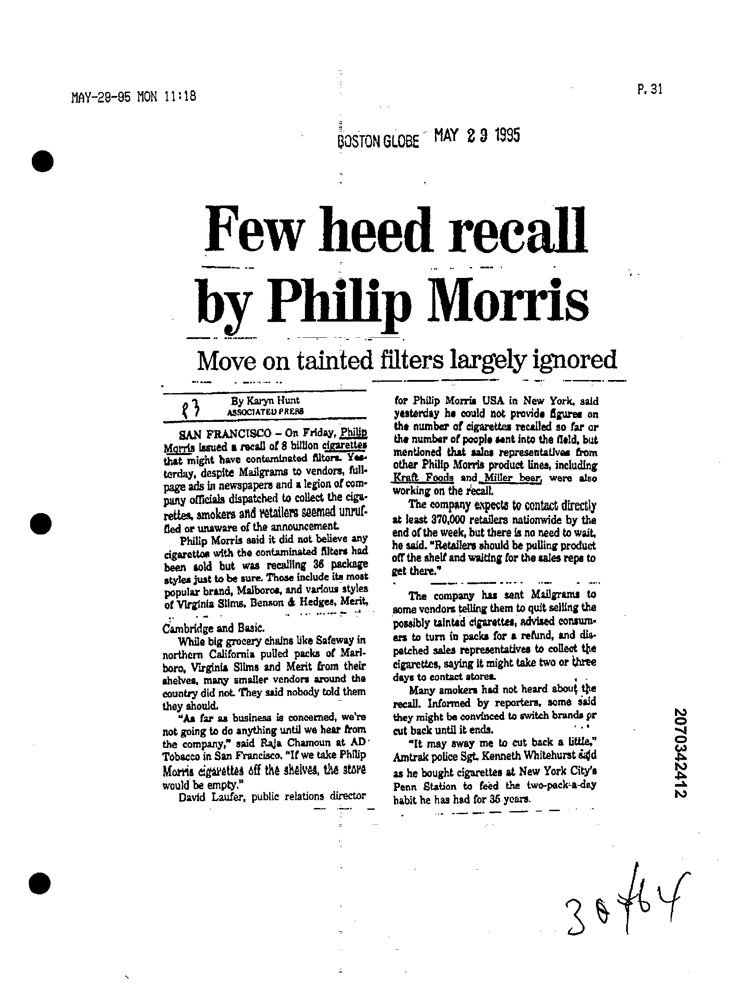 MAY-29-95 MON 11:18
P. 31
BOSTON GLOBE MAY 29 1995
Few heed recall
by Philip Morris
Move on tainted filters largely ignored
By Karyn Hunt
ASSOCIATED PRESS
SAN FRANCISCO – On Friday, Philip
Morris issued a recall of 8 billion cigarettes
that might have contaminated filters. Yes-
terday, despite Mailgrams to vendors, full-
page ads in newspapers and a legion of com-
pany officials dispatched to collect the ciga-
rettes, smokers and retailers seemed unruf-
fled or unaware of the announcement.
Philip Morris said it did not believe any
cigarettes with the contaminated filters had
been sold but was recalling 36 package
styles just to be sure. Those include its most
popular brand, Malboros, and various styles
of Virginia Slims, Benson & Hedges, Merit,
Cambridge and Basic.
While big grocery chains like Safeway in
northern California pulled packs of Marl-
boro, Virginia Slims and Merit from their
shelves, many smaller vendors around the
country did not. They said nobody told them
they should.
"As far as business is concerned, we're
not going to do anything until we hear from
the company," said Raja Chamoun at AD
Tobacco in San Francisco. "If we take Philip
Morris cigarettes off the shelves, the store
would be empty."
David Laufer, public relations director
for Philip Morris USA in New York, said
yesterday he could not provide figures on
the number of cigarettes recalled so far or
the number of people sent into the field, but
mentioned that sales representatives from
other Philip Morris product lines, including
Kraft Foods and Miller beer, were also
working on the recall.
The company expects to contact directly
at least 370,000 retailers nationwide by the
end of the week, but there is no need to wait,
he said. "Retailers should be pulling product
off the shelf and waiting for the sales reps to
get there."
The company has sent Mailgrams to
some vendors telling them to quit selling the
possibly tainted cigarettes, advised consum-
ers to turn in packs for a refund, and dis-
patched sales representatives to collect the
cigarettes, saying it might take two or three
days to contact stores.
Many smokers had not heard about the
recall. Informed by reporters, some said
they might be convinced to switch brands or
cut back until it ends.
"It may sway me to cut back a little,"
Amtrak police Sgt. Kenneth Whitehurst said
as he bought cigarettes at New York City's
Penn Station to feed the two-pack-a-day
habit he has had for 35 years.
2070342412